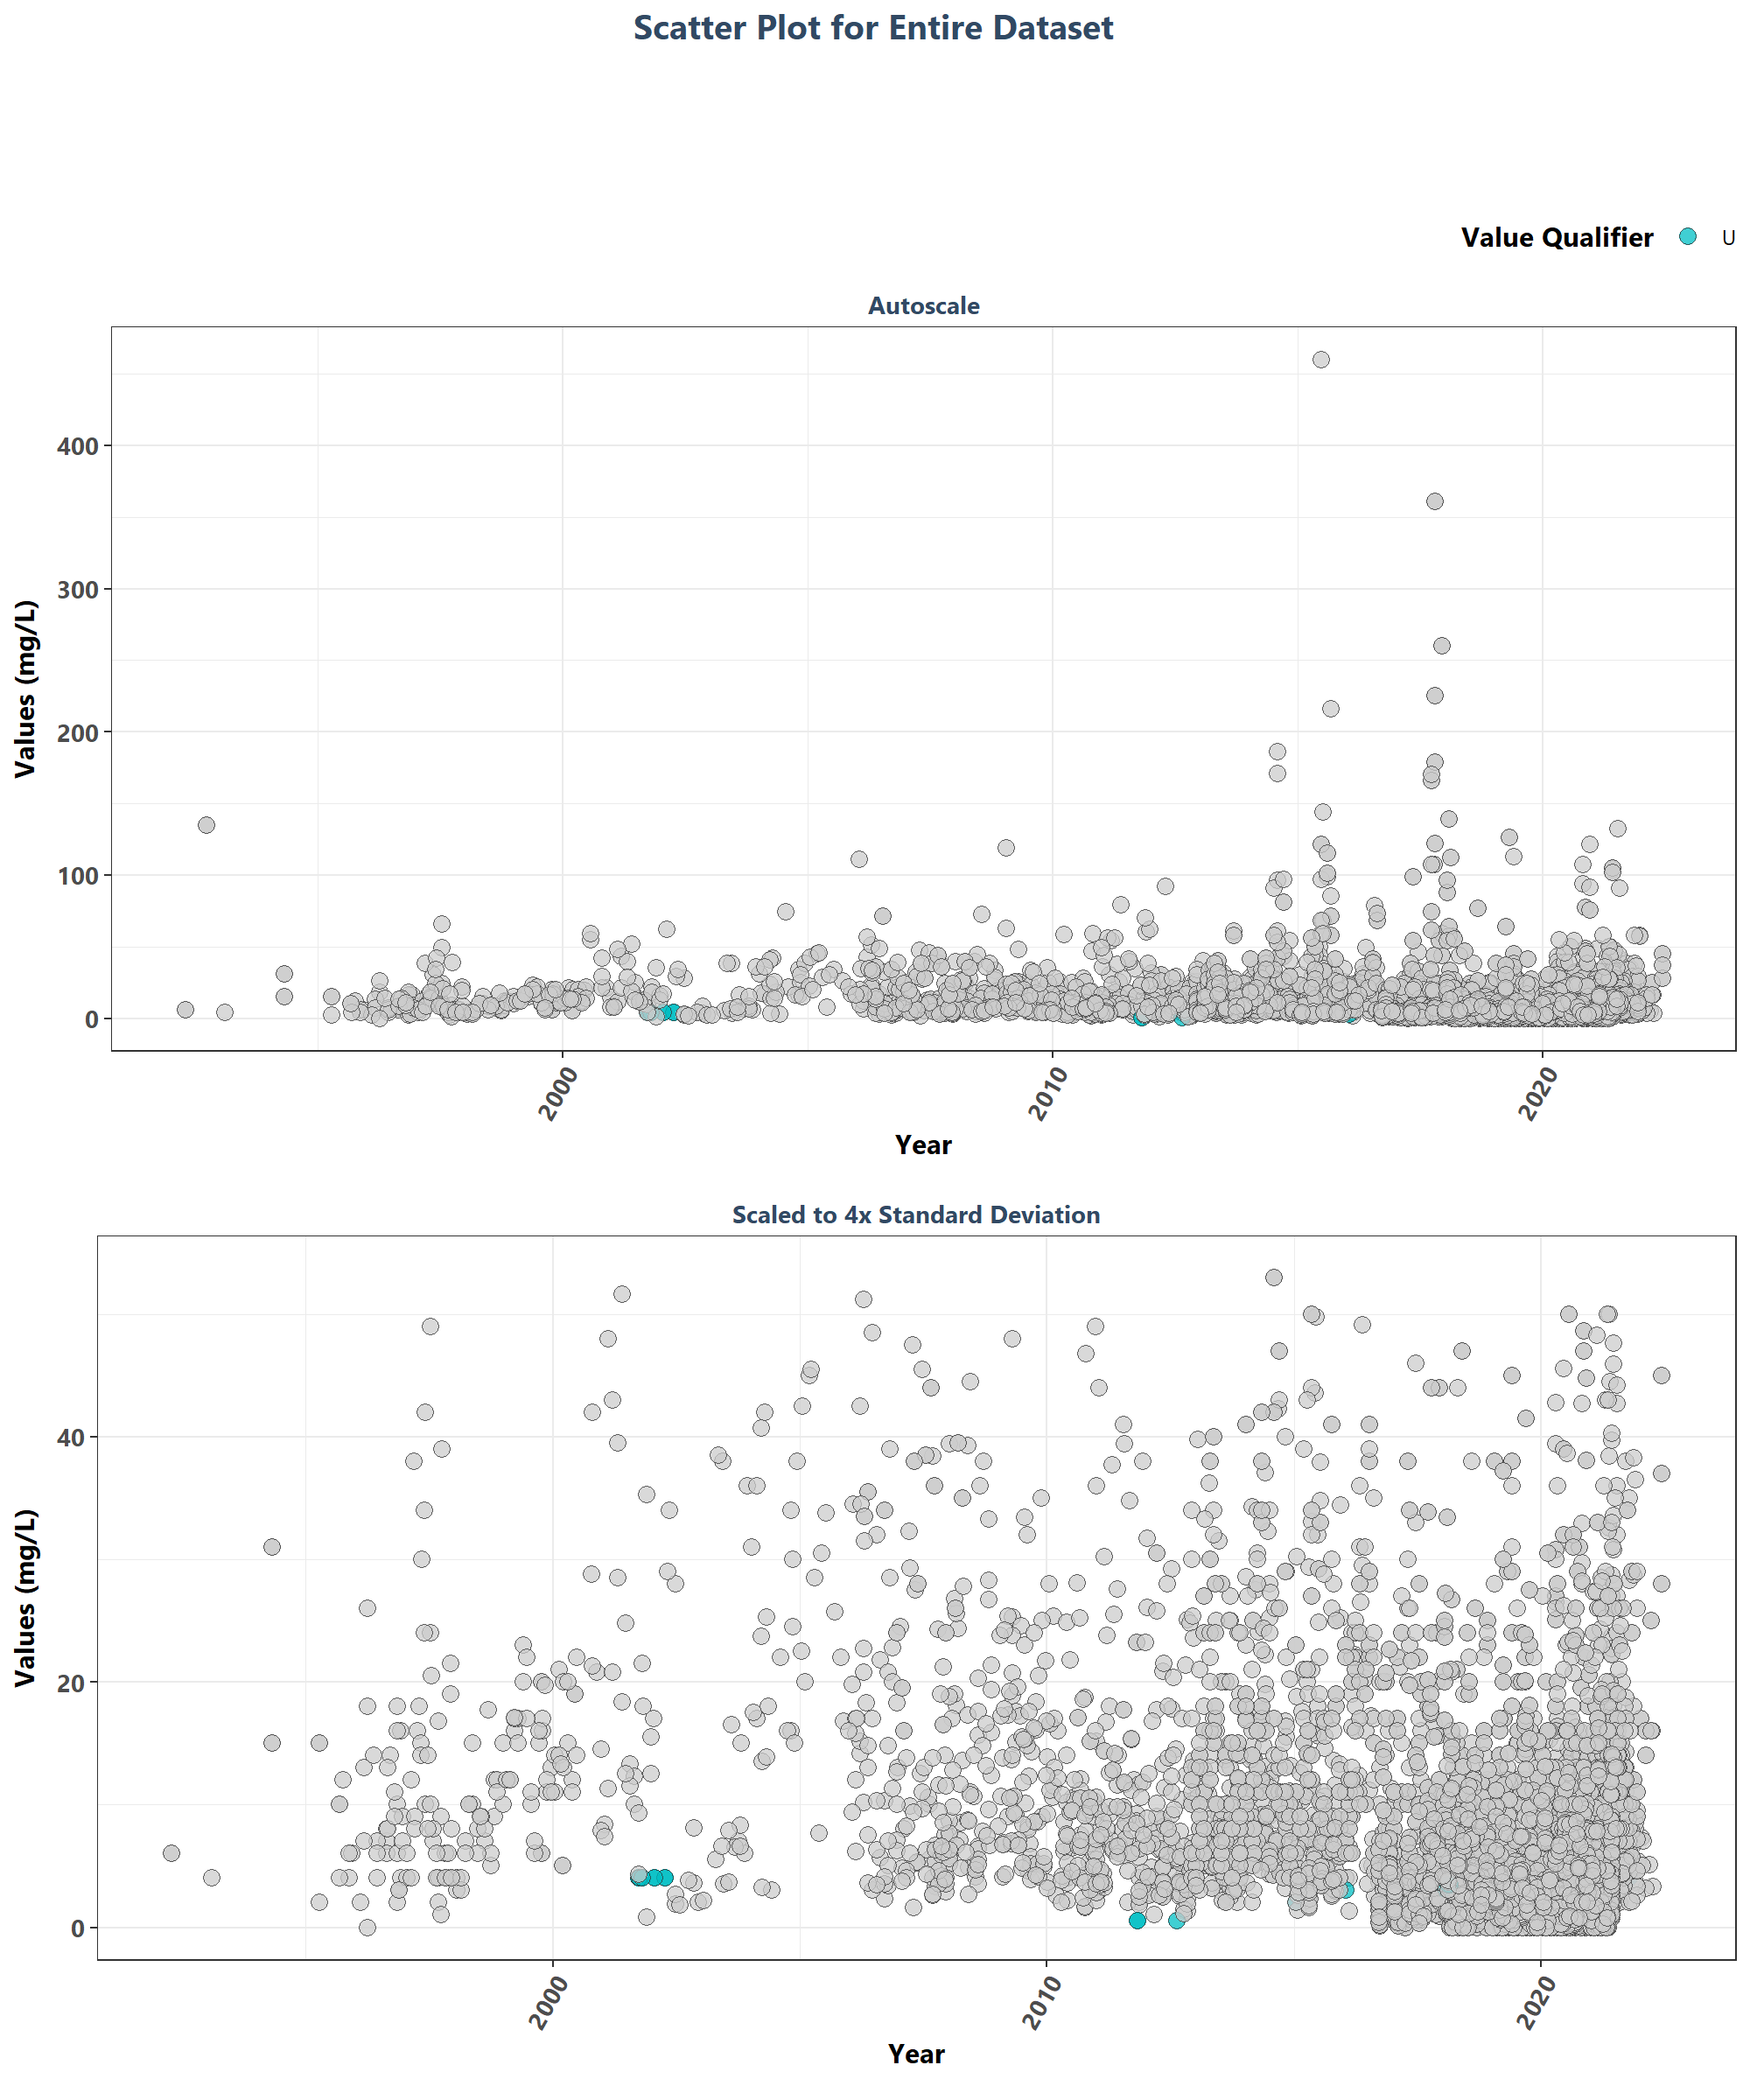 Scatter Plot for Entire Dataset
Value Qualifier U
Autoscale
400
300
200
100
0
Values (mg/L)
2000 2010 2020
Year
Scaled to 4x Standard Deviation
40
20
0
Values (mg/L)
2000 2010 2020
Year